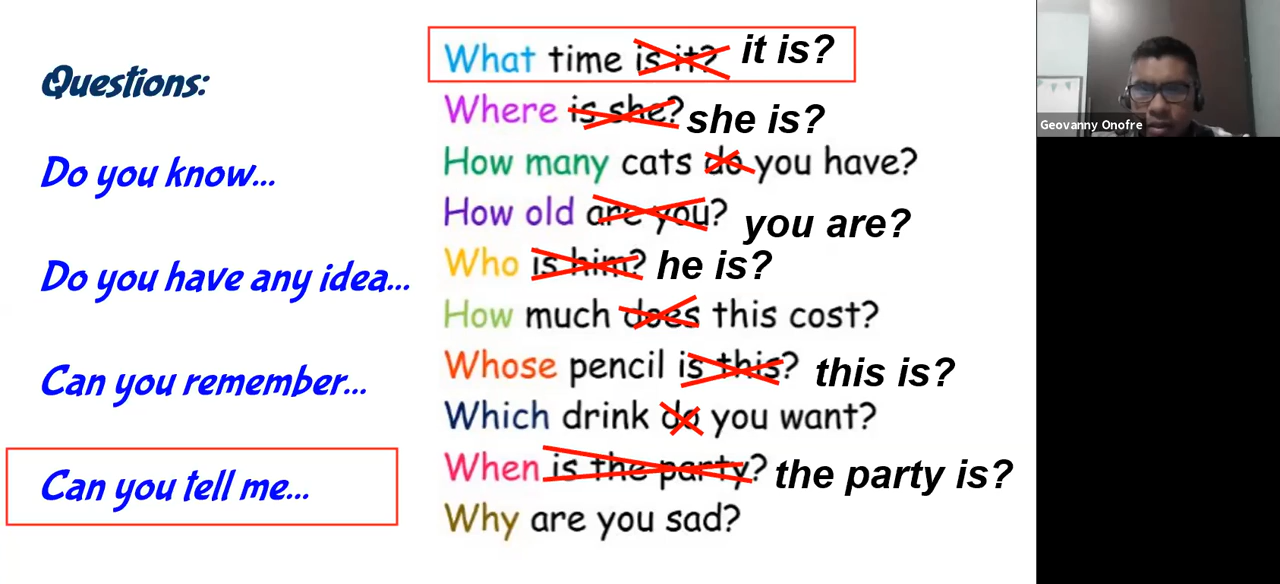 Questions:
Do you know...
Do you have any idea...
Can you remember...
Can you tell me...
What time is it? it is?
Where is she? she is?
How many cats do you have?
How old are you? you are?
Who is him? he is?
How much does this cost?
Whose pencil is this? this is?
Which drink do you want?
When is the party? the party is?
Why are you sad?
Geovanny Onofre